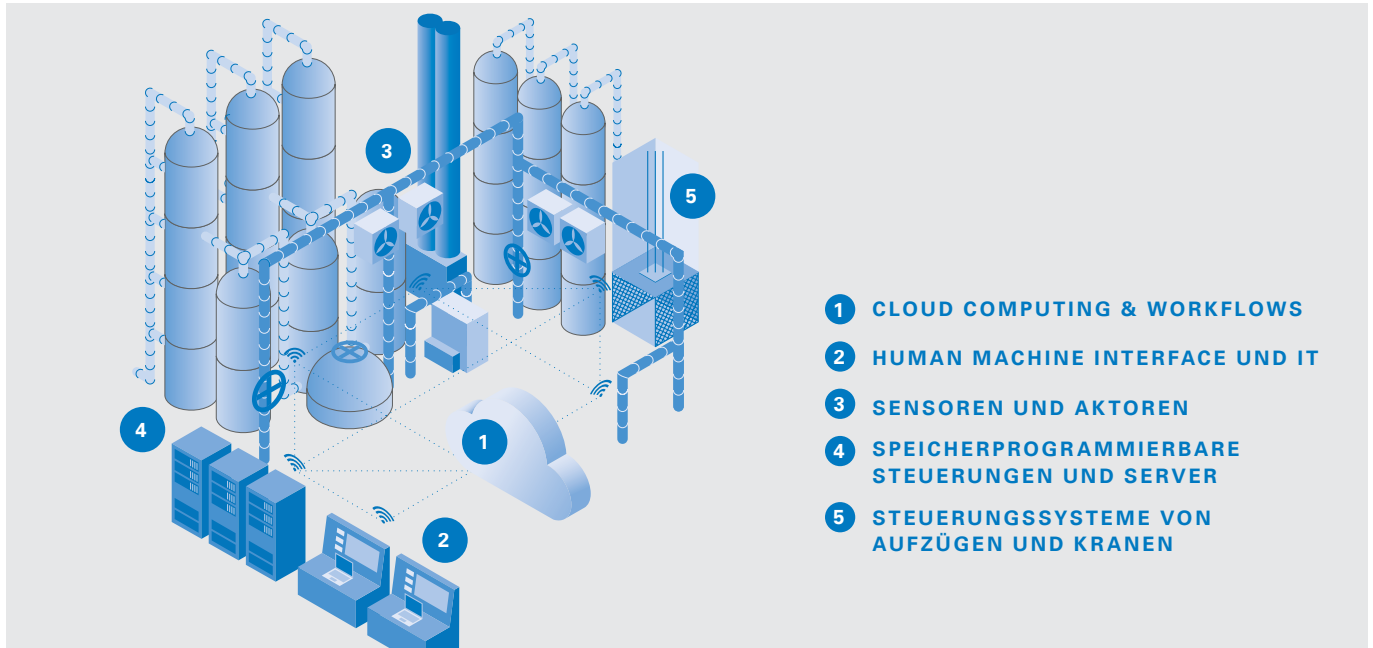 3
5
4
1
2
1 CLOUD COMPUTING & WORKFLOWS
2 HUMAN MACHINE INTERFACE UND IT
3 SENSOREN UND AKTOREN
4 SPEICHERPROGRAMMIERBARE
STEUERUNGEN UND SERVER
5 STEUERUNGSSYSTEME VON
AUFZÜGEN UND KRANEN